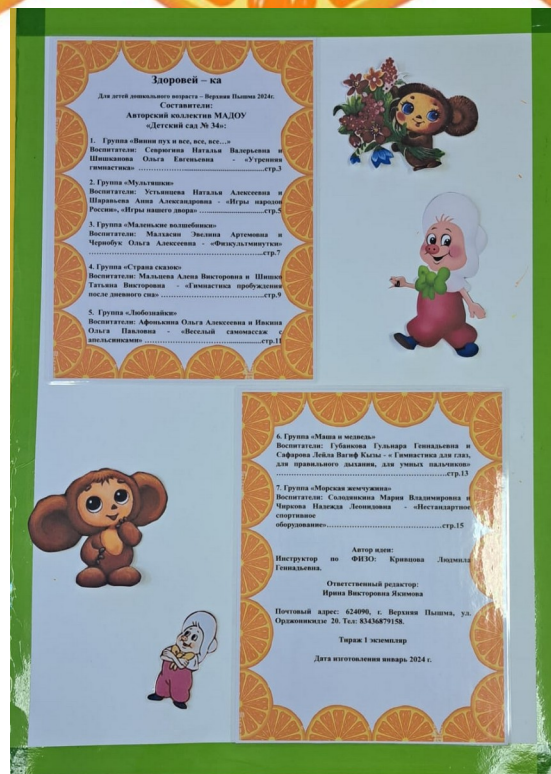 Здоровей – ка
Для детей дошкольного возраста – Верхняя Пышма 2024г.
Составители:
Авторский коллектив МАДОУ
«Детский сад № 34»:
1. Группа «Винни пух и все, все, все…»
Воспитатели: Севрюгина Наталья Валерьевна и
Шишканова Ольга Евгеньевна - «Утренняя
гимнастика» ……………………………………стр.3
2. Группа «Мультяшки»
Воспитатели: Устьянцева Наталья Алексеевна и
Шаравьева Анна Александровна - «Игры народов
России», «Игры нашего двора» ……………………стр.5
3. Группа «Маленькие волшебники»
Воспитатели: Малхасян Эвелина Артемовна и
Чернобук Ольга Алексеевна - «Физкультминутки»
……………………………………………………стр.7
4. Группа «Страна сказок»
Воспитатели: Мальцева Алена Викторовна и Шишко
Татьяна Викторовна - «Гимнастика пробуждения
после дневного сна» ………………………………стр.9
5. Группа «Любознайки»
Воспитатели: Афонькина Ольга Алексеевна и Ивкина
Ольга Павловна - «Веселый самомассаж с
апельсинками» ……………………………………стр.11
6. Группа «Маша и медведь»
Воспитатели: Губанкова Гульнара Геннадьевна и
Сафарова Лейла Вагиф Кызы - « Гимнастика для глаз,
для правильного дыхания, для умных пальчиков»
……………………………………………………стр.13
7. Группа «Морская жемчужина»
Воспитатели: Солодянкина Мария Владимировна и
Чиркова Надежда Леонидовна - «Нестандартное
спортивное
оборудование»……………………………………стр.15
Автор идеи:
Инструктор по ФИЗО: Кривцова Людмила
Геннадьевна.
Ответственный редактор:
Ирина Викторовна Якимова
Почтовый адрес: 624090, г. Верхняя Пышма, ул.
Орджоникидзе 20. Тел: 83436879158.
Тираж 1 экземпляр
Дата изготовления январь 2024 г.